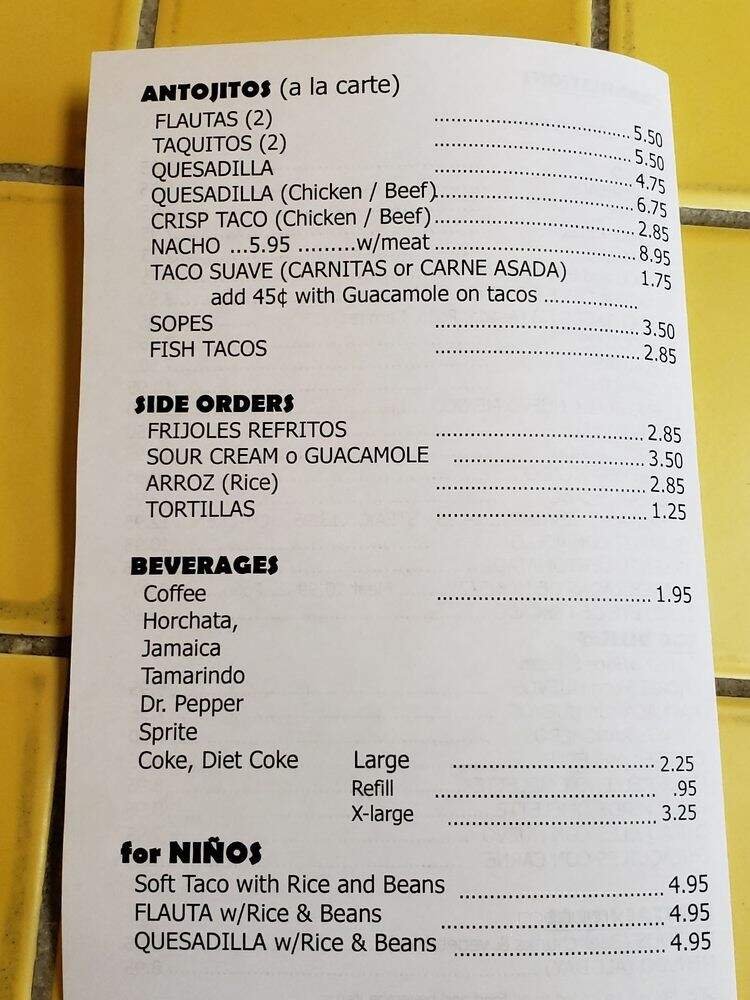 ANTOJITOS (a la carte)
FLAUTAS (2) ........................................ 5.50
TAQUITOS (2) ........................................ 5.50
QUESADILLA ........................................ 4.75
QUESADILLA (Chicken / Beef)........................................ 6.75
CRISP TACO (Chicken / Beef)........................................ 2.85
NACHO ...5.95 .........w/meat........................................ 8.95
TACO SUAVE (CARNITAS or CARNE ASADA) 1.75
add 45¢ with Guacamole on tacos ..................
SOPES ........................................ 3.50
FISH TACOS ........................................ 2.85
SIDE ORDERS
FRIJOLES REFRITOS ........................................ 2.85
SOUR CREAM o GUACAMOLE ..................................... 3.50
ARROZ (Rice) ........................................ 2.85
TORTILLAS ........................................ 1.25
BEVERAGES
Coffee ........................................ 1.95
Horchata,
Jamaica
Tamarindo
Dr. Pepper
Sprite
Coke, Diet Coke Large ..................................... 2.25
Refill ........................................ .95
X-large ...................................... 3.25
for NIÑOS
Soft Taco with Rice and Beans ..................................... 4.95
FLAUTA w/Rice & Beans ........................................ 4.95
QUESADILLA w/Rice & Beans ...................................... 4.95